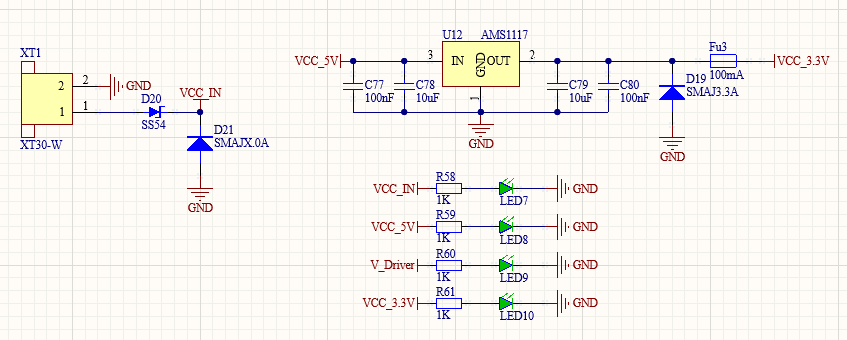 XT1
2
2
GND
1
1
XT30-W
D20
SS54
VCC_IN
D21
SMAJX.0A
GND
U12
AMS1117
VCC_5V
3
IN
GND
OUT
2
1
C77
100nF
C78
10uF
C79
10uF
C80
100nF
GND
D19
SMAJ3.3A
GND
Fu3
100mA
VCC_3.3V
VCC_IN
R58
1K
LED7
GND
VCC_5V
R59
1K
LED8
GND
V_Driver
R60
1K
LED9
GND
VCC_3.3V
R61
1K
LED10
GND